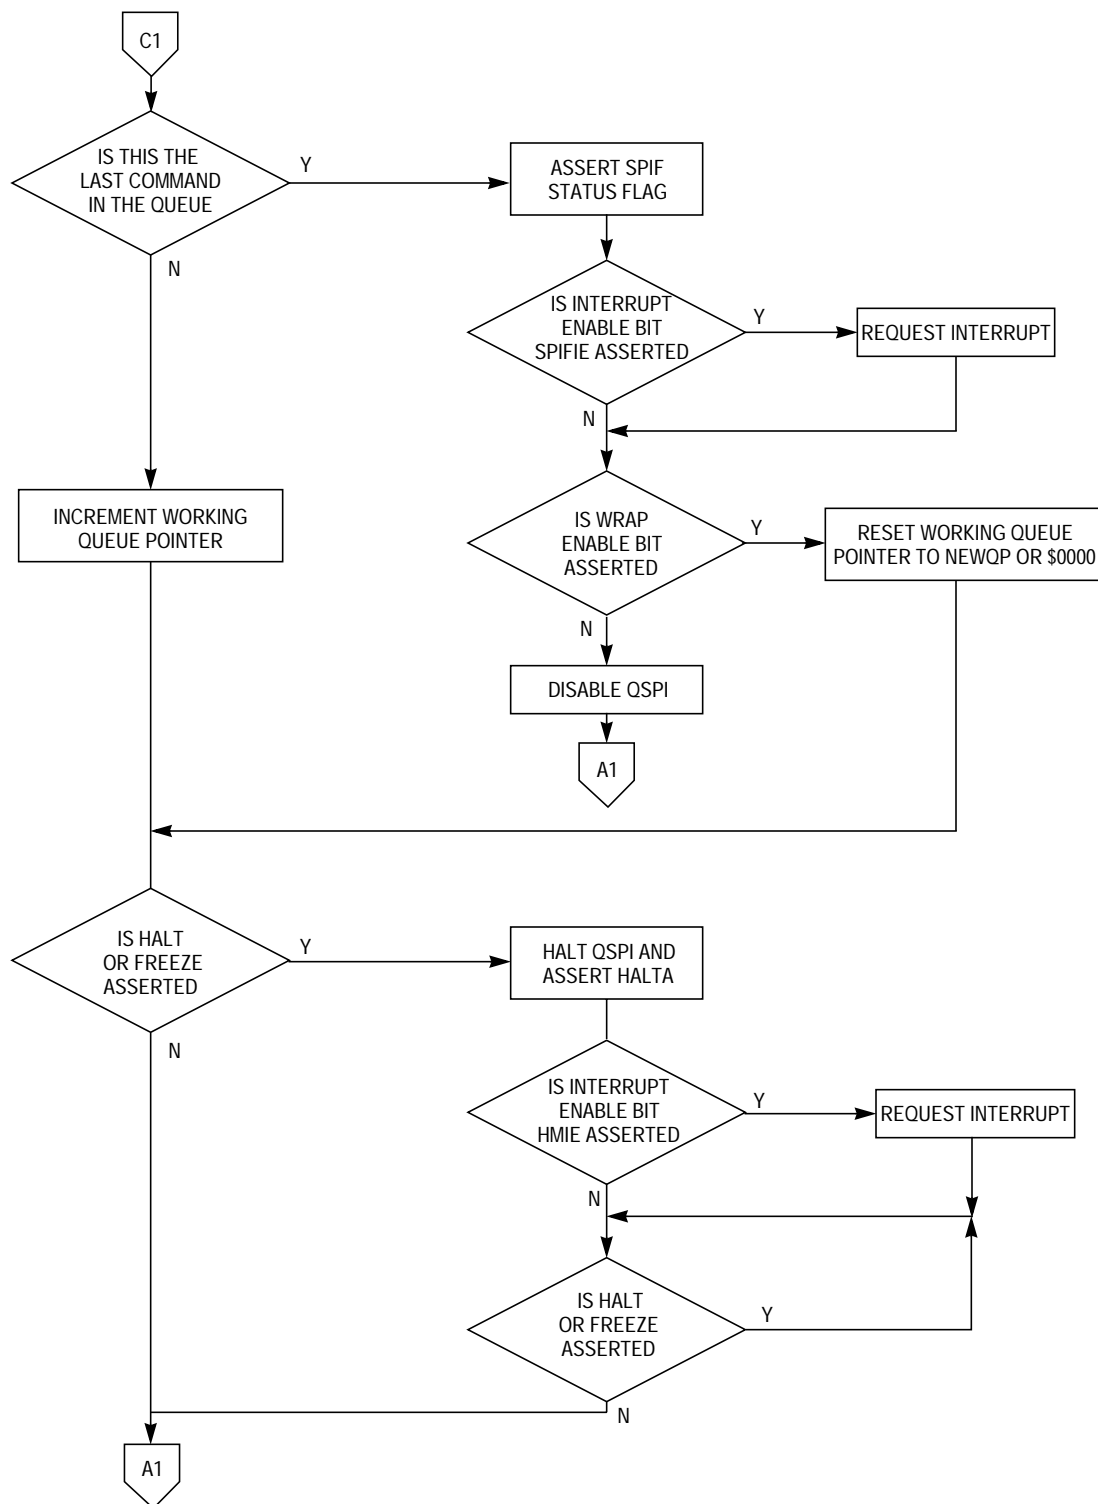 C1
IS THIS THE
LAST COMMAND
IN THE QUEUE
Y
N
ASSERT SPIF
STATUS FLAG
IS INTERRUPT
ENABLE BIT
SPIFIE ASSERTED
Y
REQUEST INTERRUPT
N
INCREMENT WORKING
QUEUE POINTER
IS WRAP
ENABLE BIT
ASSERTED
Y
RESET WORKING QUEUE
POINTER TO NEWQP OR $0000
N
DISABLE QSPI
A1
IS HALT
OR FREEZE
ASSERTED
Y
N
HALT QSPI AND
ASSERT HALTA
IS INTERRUPT
ENABLE BIT
HMIE ASSERTED
Y
REQUEST INTERRUPT
N
IS HALT
OR FREEZE
ASSERTED
Y
N
A1